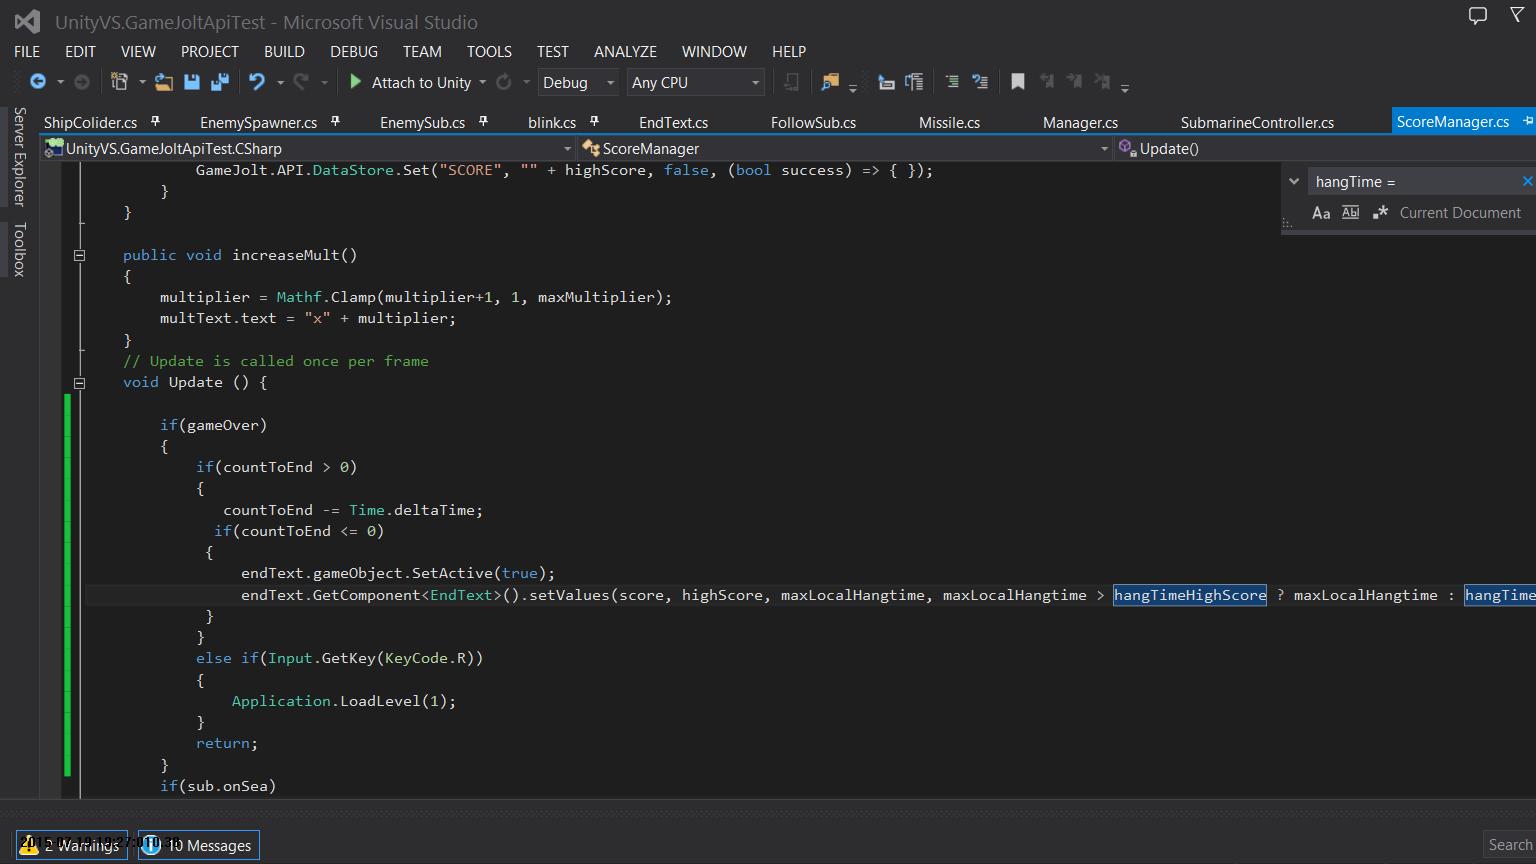 UnityVS.GameJoltApiTest - Microsoft Visual Studio
FILE EDIT VIEW PROJECT BUILD DEBUG TEAM TOOLS TEST ANALYZE WINDOW HELP
Attach to Unity Debug Any CPU
Server Explorer
Toolbox
ShipColider.cs EnemySpawner.cs EnemySub.cs blink.cs EndText.cs FollowSub.cs Missile.cs Manager.cs SubmarineController.cs ScoreManager.cs
UnityVS.GameJoltApiTest.CSharp ScoreManager Update()
hangTime =
Aa Abl .* Current Document
GameJolt.API.DataStore.Set("SCORE", "" + highScore, false, (bool success) => { });
}
}
public void increaseMult()
{
multiplier = Mathf.Clamp(multiplier+1, 1, maxMultiplier);
multText.text = "x" + multiplier;
}
// Update is called once per frame
void Update () {
if(gameOver)
{
if(countToEnd > 0)
{
countToEnd -= Time.deltaTime;
if(countToEnd <= 0)
{
endText.gameObject.SetActive(true);
endText.GetComponent<EndText>().setValues(score, highScore, maxLocalHangtime, maxLocalHangtime > hangTimeHighScore ? maxLocalHangtime : hangTime
}
}
else if(Input.GetKey(KeyCode.R))
{
Application.LoadLevel(1);
}
return;
}
if(sub.onSea)
2 Warnings 10 Messages
Search